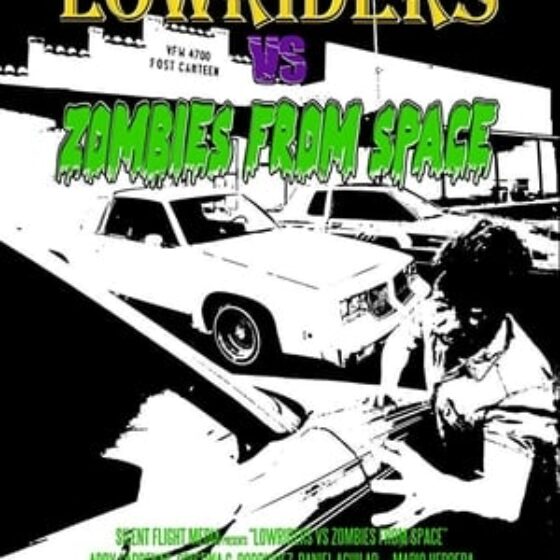 LOWRIDERS
VS
ZOMBIES FROM SPACE
VFW 4700
POST CANTEEN
SILENT FLIGHT MEDIA PRESENTS "LOWRIDERS VS ZOMBIES FROM SPACE"
DANIEL AGUILAR MARIO HERRERA